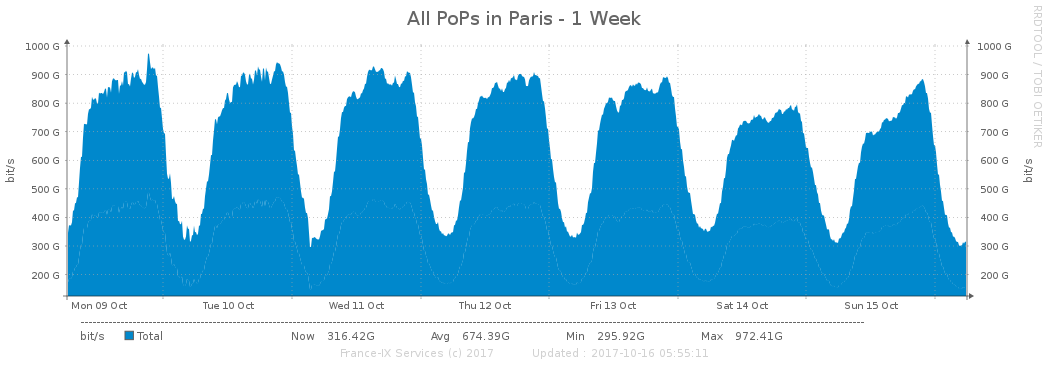 All PoPs in Paris - 1 Week
RRDTOOL / TOBI OETIKER
1000 G 1000 G
900 G 900 G
800 G 800 G
700 G 700 G
600 G 600 G
500 G 500 G
400 G 400 G
300 G 300 G
200 G 200 G
bit/s bit/s
Mon 09 Oct Tue 10 Oct Wed 11 Oct Thu 12 Oct Fri 13 Oct Sat 14 Oct Sun 15 Oct
bit/s Total Now 316.42G Avg 674.39G Min 295.92G Max 972.41G
France-IX Services (c) 2017 Updated : 2017-10-16 05:55:11